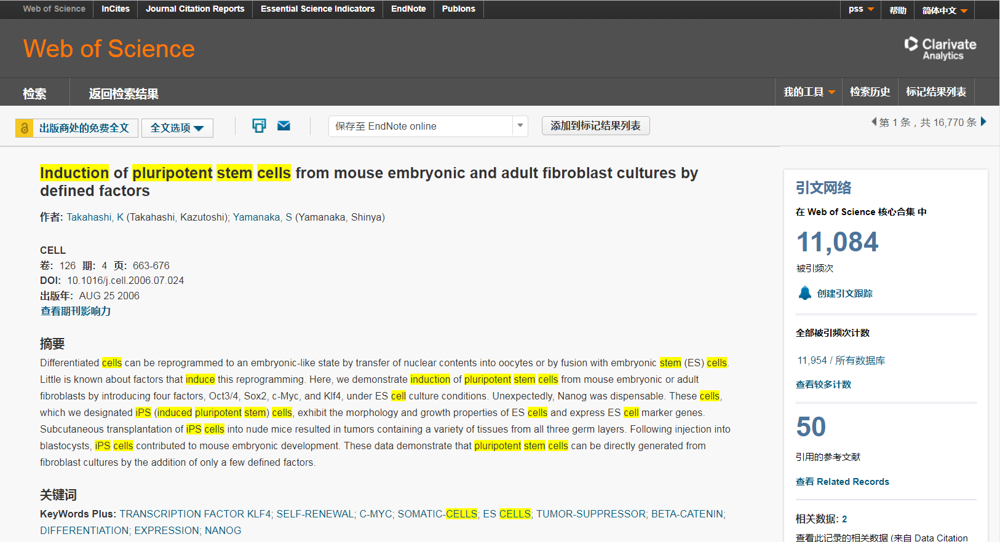 Web of Science InCites Journal Citation Reports Essential Science Indicators EndNote Publons pss 帮助 简体中文
Web of Science
Clarivate
Analytics
检索 返回检索结果 我的工具 检索历史 标记结果列表
出版商处的免费全文 全文选项 保存至 EndNote online 添加到标记结果列表 第 1 条，共 16,770 条
Induction of pluripotent stem cells from mouse embryonic and adult fibroblast cultures by
defined factors
作者: Takahashi, K (Takahashi, Kazutoshi); Yamanaka, S (Yamanaka, Shinya)
CELL
卷: 126 期: 4 页: 663-676
DOI: 10.1016/j.cell.2006.07.024
出版年: AUG 25 2006
查看期刊影响力
摘要
Differentiated cells can be reprogrammed to an embryonic-like state by transfer of nuclear contents into oocytes or by fusion with embryonic stem (ES) cells.
Little is known about factors that induce this reprogramming. Here, we demonstrate induction of pluripotent stem cells from mouse embryonic or adult
fibroblasts by introducing four factors, Oct3/4, Sox2, c-Myc, and Klf4, under ES cell culture conditions. Unexpectedly, Nanog was dispensable. These cells,
which we designated iPS (induced pluripotent stem) cells, exhibit the morphology and growth properties of ES cells and express ES cell marker genes.
Subcutaneous transplantation of iPS cells into nude mice resulted in tumors containing a variety of tissues from all three germ layers. Following injection into
blastocysts, iPS cells contributed to mouse embryonic development. These data demonstrate that pluripotent stem cells can be directly generated from
fibroblast cultures by the addition of only a few defined factors.
关键词
KeyWords Plus: TRANSCRIPTION FACTOR KLF4; SELF-RENEWAL; C-MYC; SOMATIC-CELLS; ES CELLS; TUMOR-SUPPRESSOR; BETA-CATENIN;
DIFFERENTIATION; EXPRESSION; NANOG
引文网络
在 Web of Science 核心合集 中
11,084
被引频次
创建引文跟踪
全部被引频次计数
11,954 / 所有数据库
查看较多计数
50
引用的参考文献
查看 Related Records
相关数据: 2
查看此记录的相关数据 (来自 Data Citation